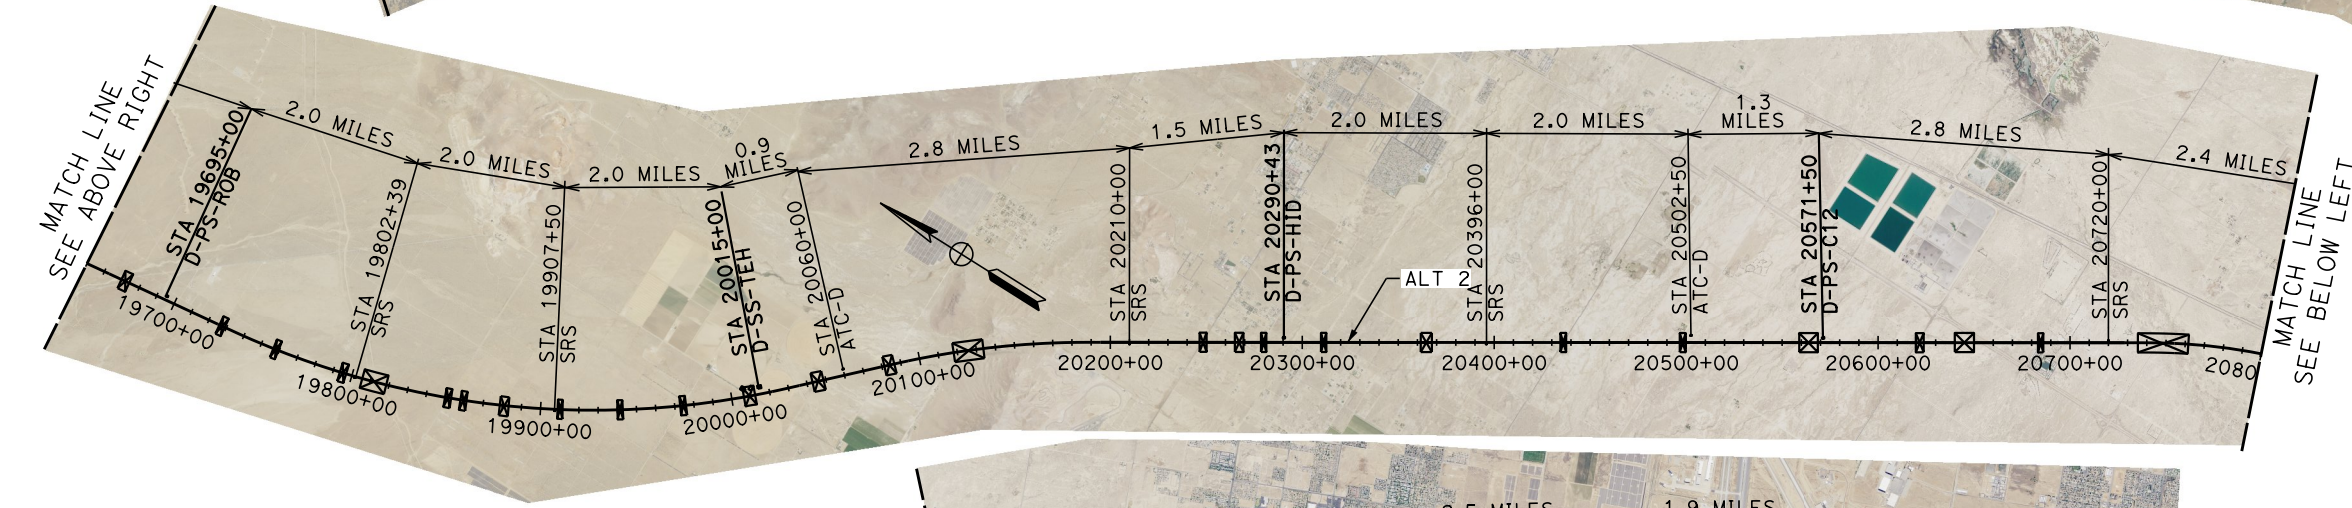 MATCH LINE
SEE ABOVE RIGHT
STA 19695+00
D-PS-ROB
2.0 MILES
STA 19802+39
SRS
2.0 MILES
STA 19907+50
SRS
2.0 MILES
STA 20015+00
D-SS-TEH
0.9
MILES
STA 20060+00
ATC-D
2.8 MILES
STA 20210+00
SRS
1.5 MILES
STA 20290+43
D-PS-HID
2.0 MILES
ALT 2
STA 20396+00
SRS
2.0 MILES
STA 20502+50
ATC-D
1.3
MILES
STA 20571+50
D-PS-C12
2.8 MILES
STA 20720+00
SRS
2.4 MILES
MATCH LINE
SEE BELOW LEFT
19700+00
19800+00
19900+00
20000+00
20100+00
20200+00
20300+00
20400+00
20500+00
20600+00
20700+00
2080
1.9 MILES